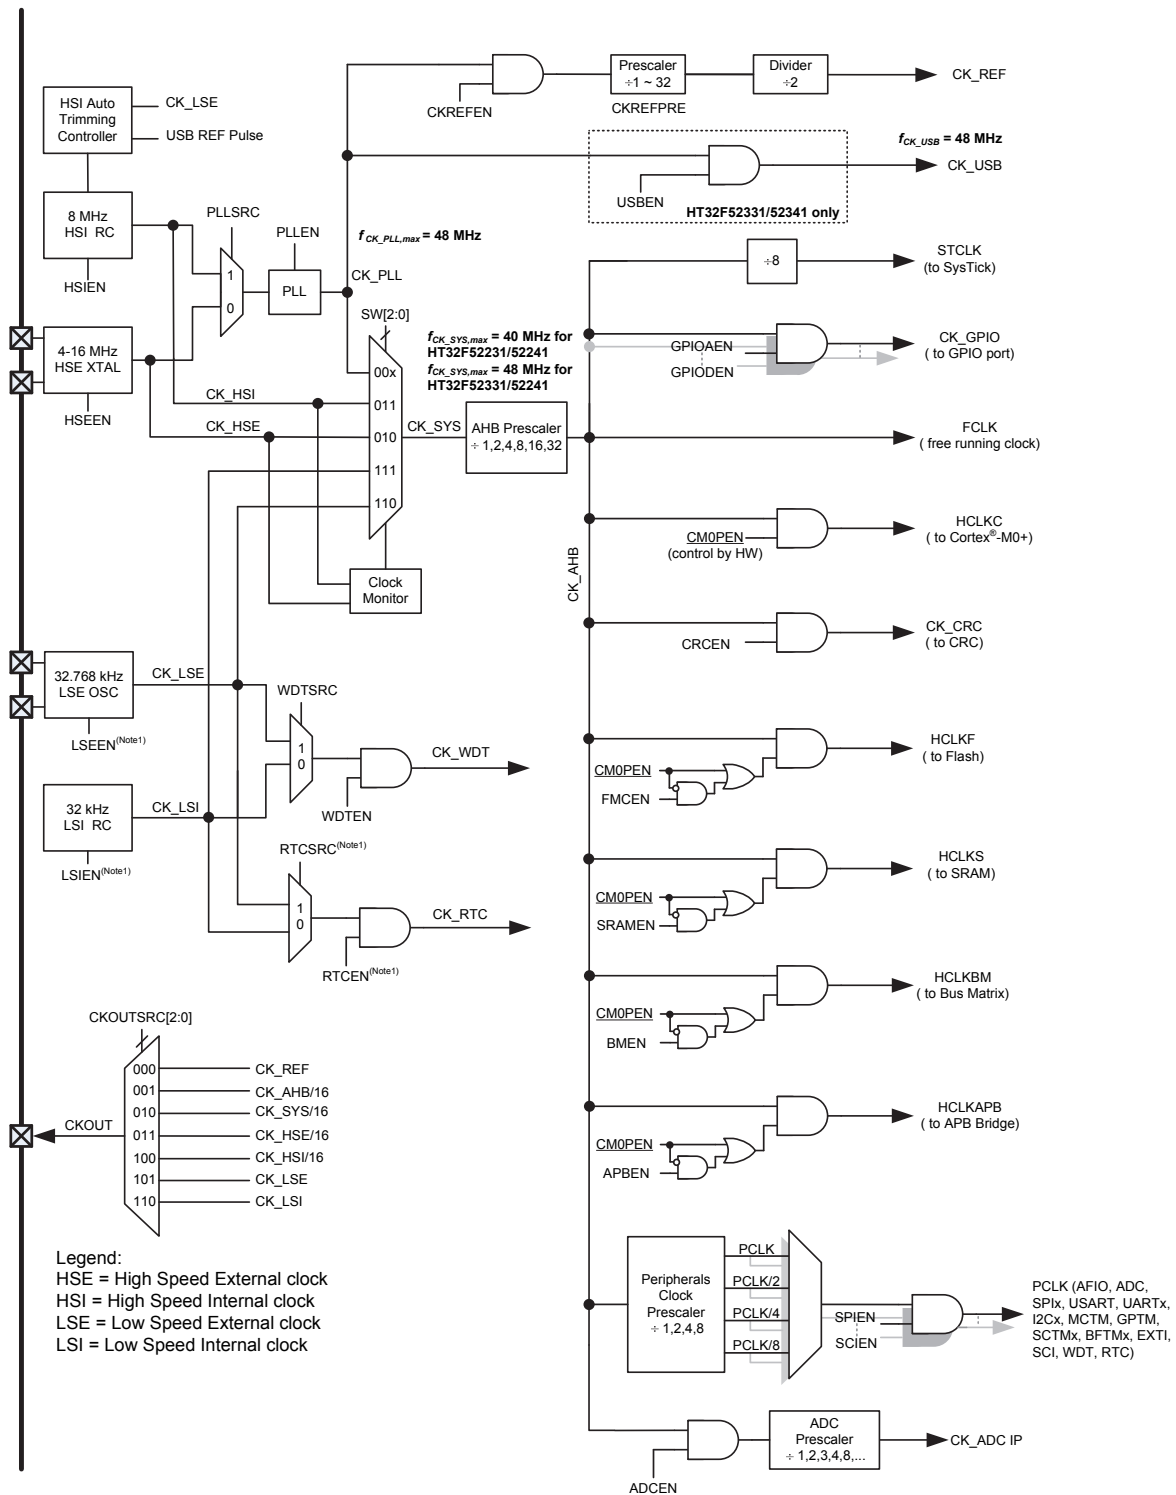 Prescaler
÷1 ~ 32
CKREFEN
CKREFPRE
Divider
÷2
CK_REF
HSI Auto
Trimming
Controller
CK_LSE
USB REF Pulse
fCK_USB = 48 MHz
CK_USB
USBEN
HT32F52331/52341 only
8 MHz
HSI RC
HSIEN
PLLSRC
1
0
PLLEN
PLL
fCK_PLL,max = 48 MHz
CK_PLL
÷8
STCLK
(to SysTick)
4-16 MHz
HSE XTAL
HSEEN
SW[2:0]
00x
011
010
111
110
fCK_SYS,max = 40 MHz for
HT32F52231/52241
fCK_SYS,max = 48 MHz for
HT32F52331/52241
CK_HSI
CK_HSE
CK_SYS
AHB Prescaler
÷ 1,2,4,8,16,32
Clock
Monitor
GPIOAEN
GPIODEN
CK_GPIO
( to GPIO port)
FCLK
( free running clock)
CM0PEN
(control by HW)
HCLKC
( to Cortex®-M0+)
CK_AHB
CRCEN
CK_CRC
( to CRC)
32.768 kHz
LSE OSC
LSEEN(Note1)
CK_LSE
WDTSRC
1
0
WDTEN
CK_WDT
CM0PEN
FMCEN
HCLKF
( to Flash)
32 kHz
LSI RC
LSIEN(Note1)
CK_LSI
RTCSRC(Note1)
1
0
RTCEN(Note1)
CK_RTC
CM0PEN
SRAMEN
HCLKS
( to SRAM)
CM0PEN
BMEN
HCLKBM
( to Bus Matrix)
CKOUTSRC[2:0]
CKOUT
000 CK_REF
001 CK_AHB/16
010 CK_SYS/16
011 CK_HSE/16
100 CK_HSI/16
101 CK_LSE
110 CK_LSI
CM0PEN
APBEN
HCLKAPB
( to APB Bridge)
Legend:
HSE = High Speed External clock
HSI = High Speed Internal clock
LSE = Low Speed External clock
LSI = Low Speed Internal clock
Peripherals
Clock
Prescaler
÷ 1,2,4,8
PCLK
PCLK/2
PCLK/4
PCLK/8
SPIEN
SCIEN
PCLK (AFIO, ADC,
SPIx, USART, UARTx,
I2Cx, MCTM, GPTM,
SCTMx, BFTMx, EXTI,
SCI, WDT, RTC)
ADCEN
ADC
Prescaler
÷ 1,2,3,4,8,...
CK_ADC IP